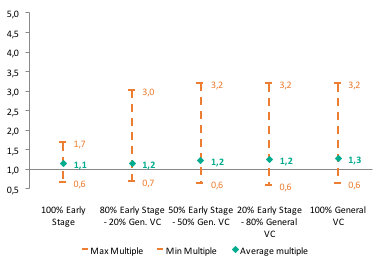 5,0
4,5
4,0
3,5
3,0
2,5
2,0
1,5
1,0
0,5
1,7
1,1
0,6
3,0
1,2
0,7
3,2
1,2
0,6
3,2
1,2
0,6
3,2
1,3
0,6
100% Early
Stage
80% Early Stage
- 20% Gen. VC
50% Early Stage
- 50% Gen. VC
20% Early Stage
- 80% General
VC
100% General
VC
Max Multiple Min Multiple Average multiple